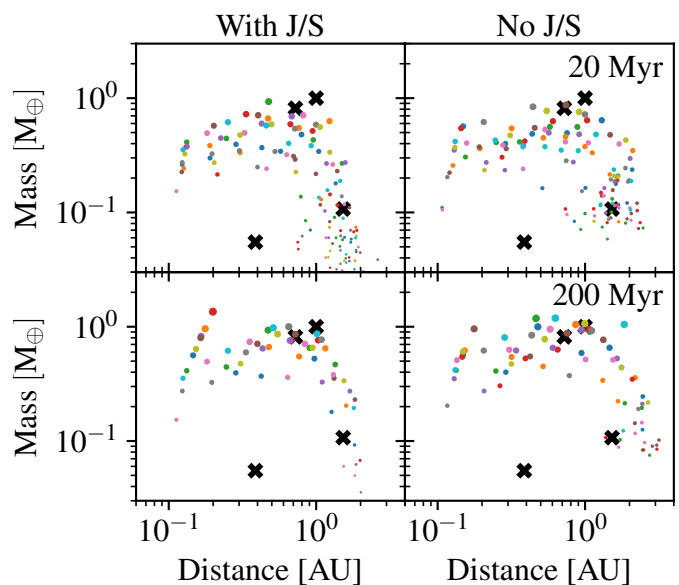 With J/S No J/S
20 Myr
Mass [M⊕]
10^0
10^−1
200 Myr
Mass [M⊕]
10^0
10^−1
10^−1 10^0 10^−1 10^0
Distance [AU] Distance [AU]